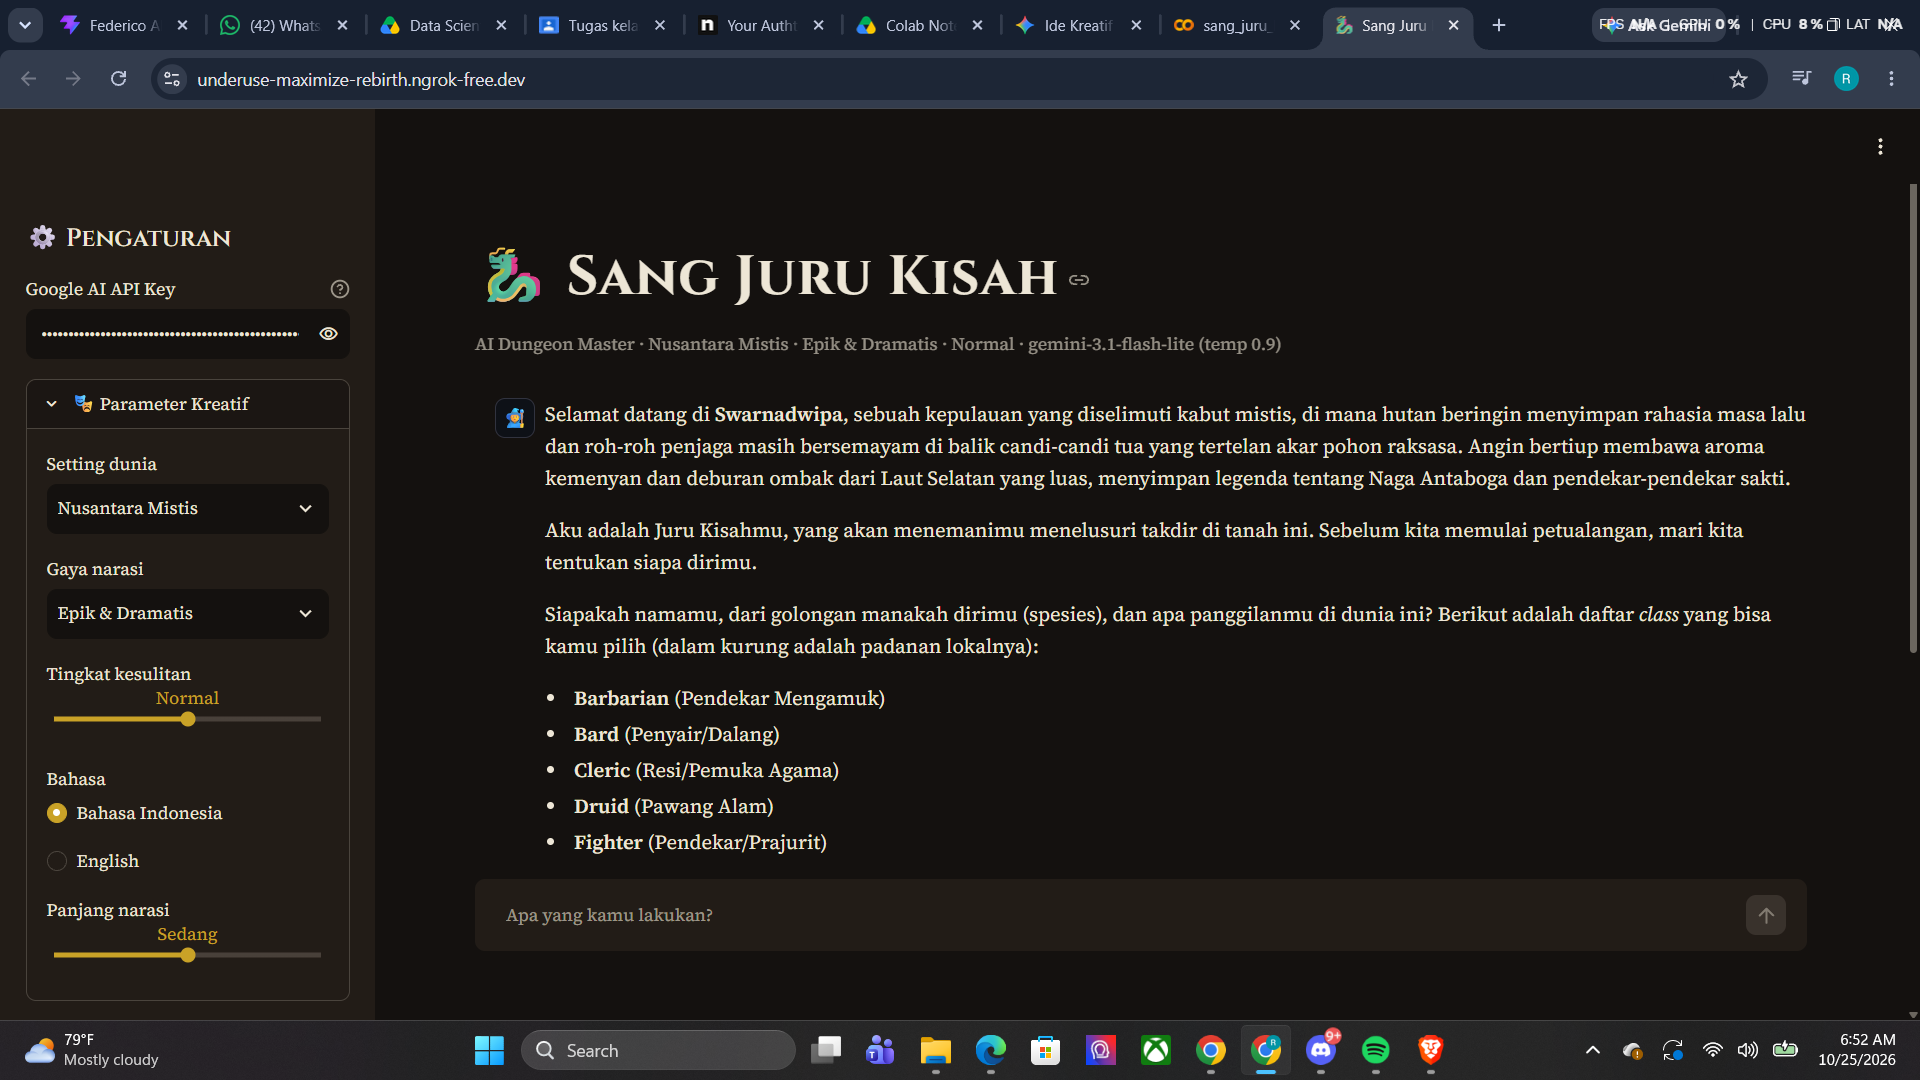 Federico A
(42) Whats
Data Scien
Tugas kela
Your Autht
Colab Not
Ide Kreatif
sang_juru_
Sang Juru
Ask Gemini
FPS N/A | GPU 0 % | CPU 8 % LAT N/A
underuse-maximize-rebirth.ngrok-free.dev
R
Pengaturan
Google AI API Key
Parameter Kreatif
Setting dunia
Nusantara Mistis
Gaya narasi
Epik & Dramatis
Tingkat kesulitan
Normal
Bahasa
Bahasa Indonesia
English
Panjang narasi
Sedang
Sang Juru Kisah
AI Dungeon Master · Nusantara Mistis · Epik & Dramatis · Normal · gemini-3.1-flash-lite (temp 0.9)
Selamat datang di Swarnadwipa, sebuah kepulauan yang diselimuti kabut mistis, di mana hutan beringin menyimpan rahasia masa lalu
dan roh-roh penjaga masih bersemayam di balik candi-candi tua yang tertelan akar pohon raksasa. Angin bertiup membawa aroma
kemenyan dan deburan ombak dari Laut Selatan yang luas, menyimpan legenda tentang Naga Antaboga dan pendekar-pendekar sakti.
Aku adalah Juru Kisahmu, yang akan menemanimu menelusuri takdir di tanah ini. Sebelum kita memulai petualangan, mari kita
tentukan siapa dirimu.
Siapakah namamu, dari golongan manakah dirimu (spesies), dan apa panggilanmu di dunia ini? Berikut adalah daftar class yang bisa
kamu pilih (dalam kurung adalah padanan lokalnya):
• Barbarian (Pendekar Mengamuk)
• Bard (Penyair/Dalang)
• Cleric (Resi/Pemuka Agama)
• Druid (Pawang Alam)
• Fighter (Pendekar/Prajurit)
Apa yang kamu lakukan?
79°F
Mostly cloudy
Search
R
9+
6:52 AM
10/25/2026